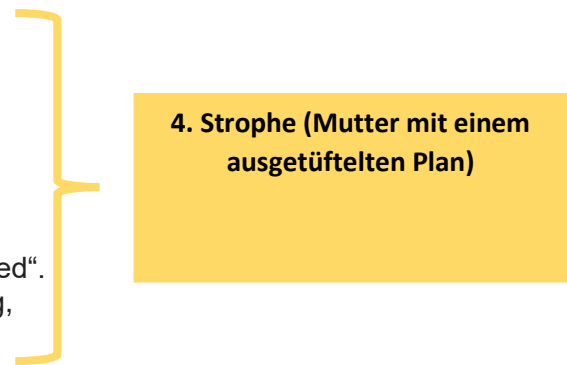 4. Strophe (Mutter mit einem
ausgetüftelten Plan)
ed“.
,